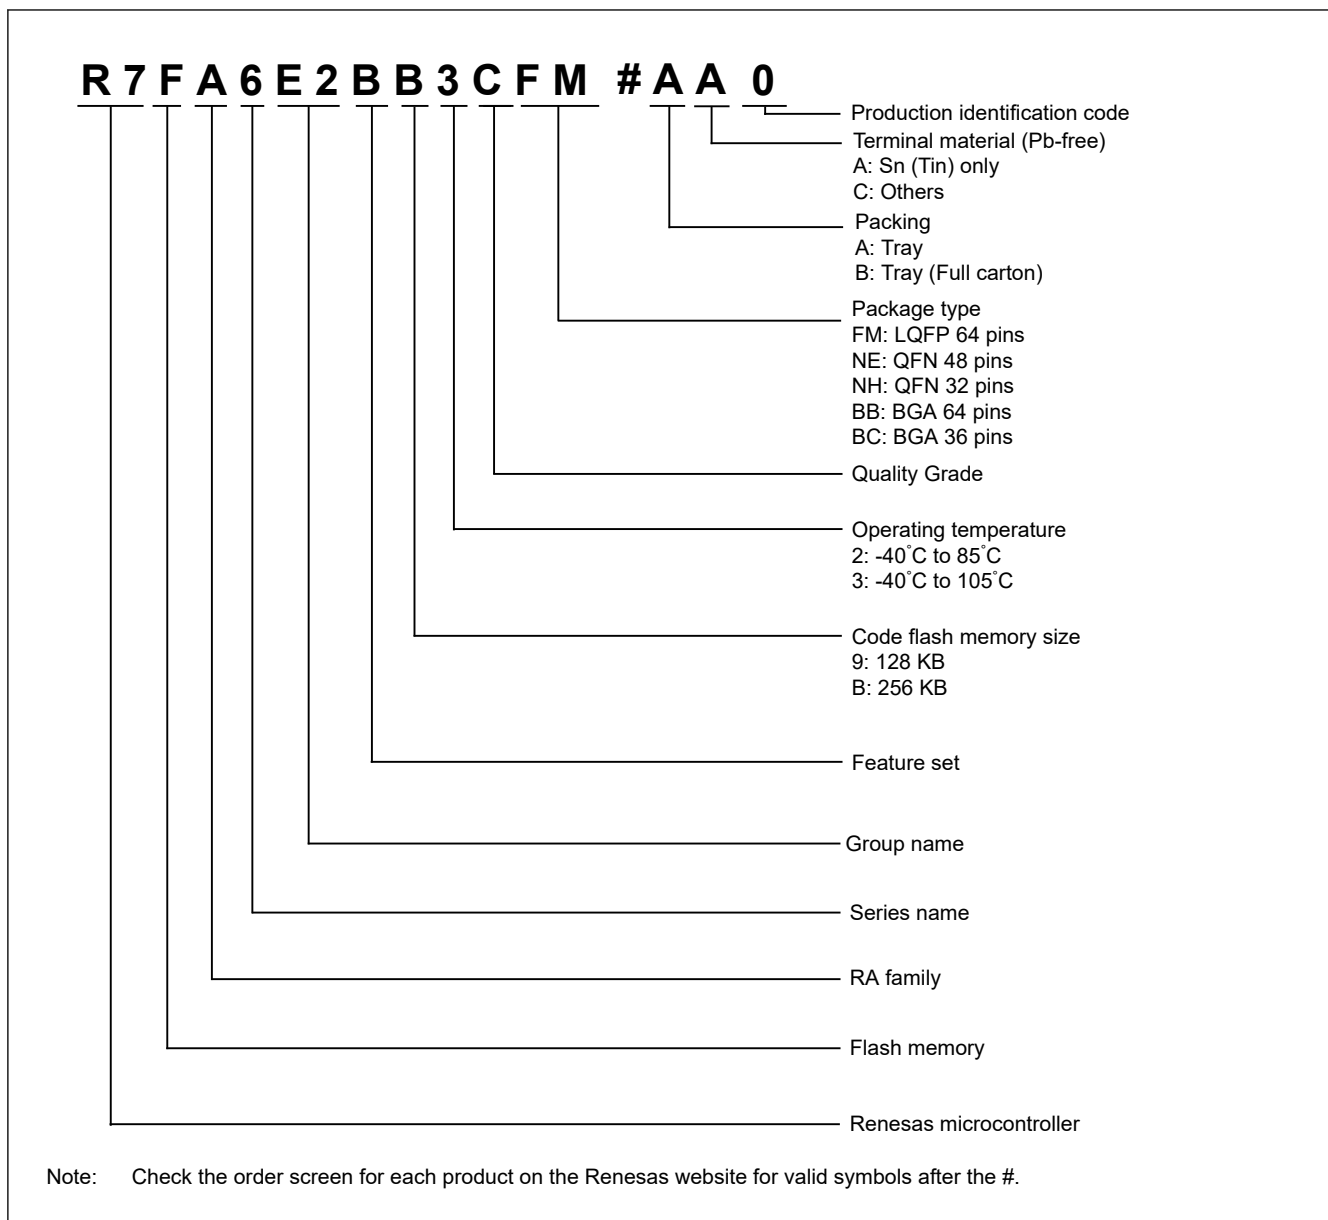 R7FA6E2BB3CFM #AA0
Production identification code
Terminal material (Pb-free)
A: Sn (Tin) only
C: Others
Packing
A: Tray
B: Tray (Full carton)
Package type
FM: LQFP 64 pins
NE: QFN 48 pins
NH: QFN 32 pins
BB: BGA 64 pins
BC: BGA 36 pins
Quality Grade
Operating temperature
2: -40°C to 85°C
3: -40°C to 105°C
Code flash memory size
9: 128 KB
B: 256 KB
Feature set
Group name
Series name
RA family
Flash memory
Renesas microcontroller
Note: Check the order screen for each product on the Renesas website for valid symbols after the #.